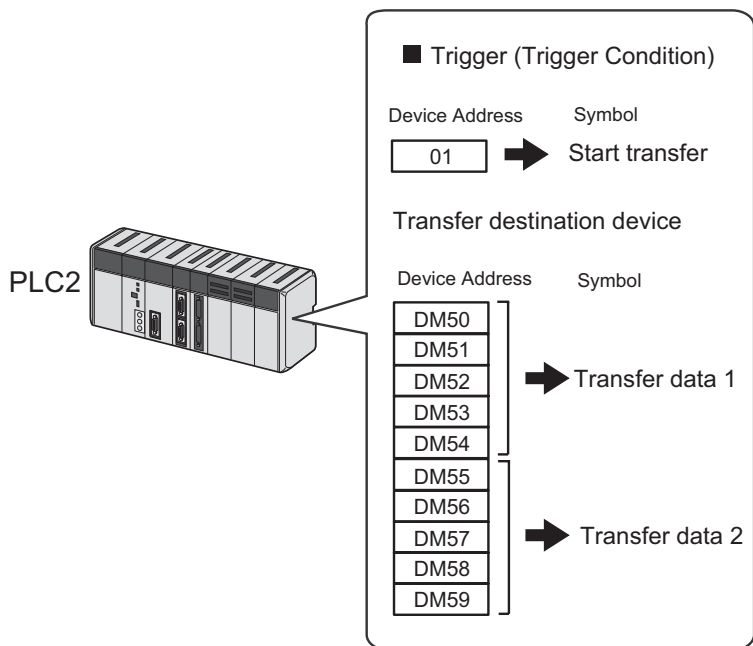 ■ Trigger (Trigger Condition)
Device Address Symbol
01 Start transfer
Transfer destination device
PLC2
Device Address Symbol
DM50
DM51
DM52 Transfer data 1
DM53
DM54
DM55
DM56
DM57 Transfer data 2
DM58
DM59